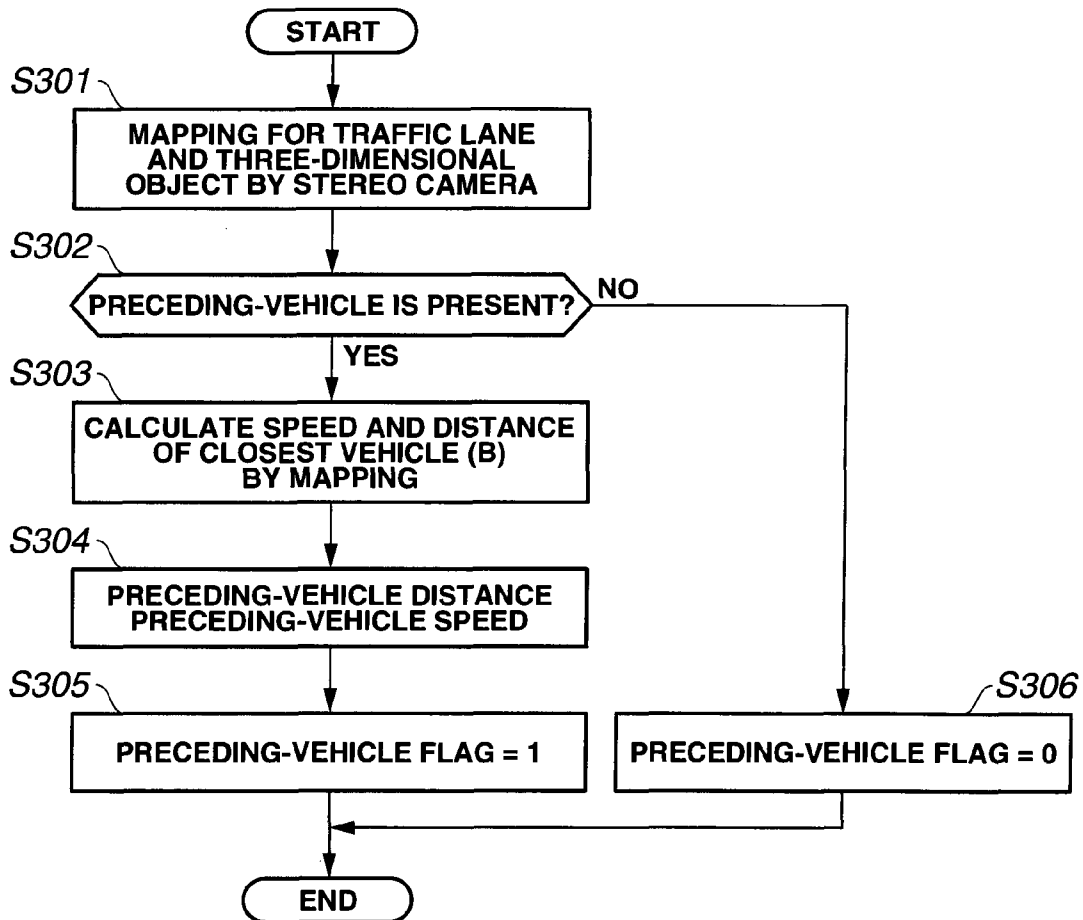 START
S301
MAPPING FOR TRAFFIC LANE
AND THREE-DIMENSIONAL
OBJECT BY STEREO CAMERA
S302
PRECEDING-VEHICLE IS PRESENT?
NO
YES
S303
CALCULATE SPEED AND DISTANCE
OF CLOSEST VEHICLE (B)
BY MAPPING
S304
PRECEDING-VEHICLE DISTANCE
PRECEDING-VEHICLE SPEED
S305
PRECEDING-VEHICLE FLAG = 1
S306
PRECEDING-VEHICLE FLAG = 0
END